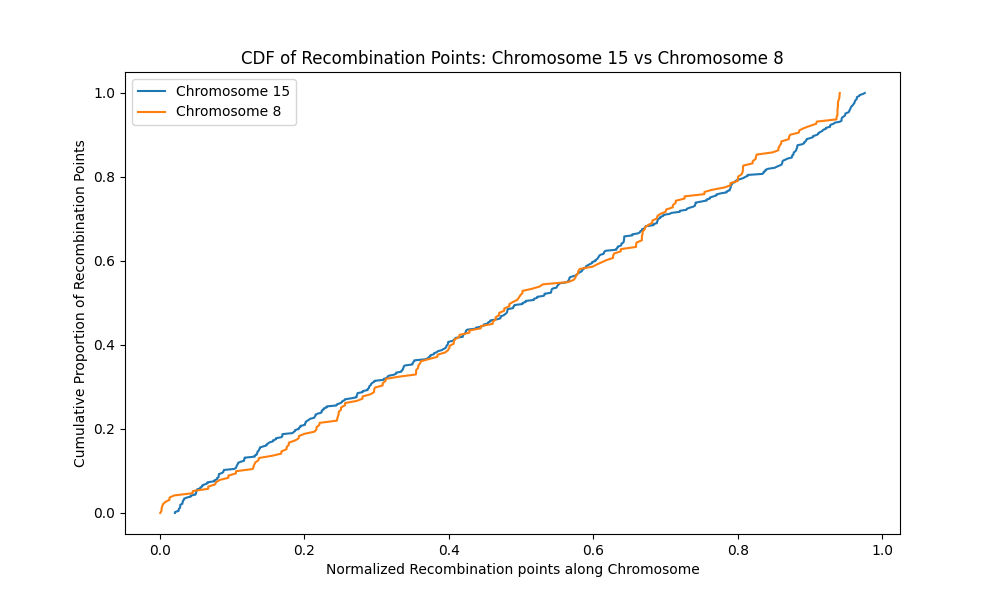 CDF of Recombination Points: Chromosome 15 vs Chromosome 8
Chromosome 15
Chromosome 8
1.0
0.8
0.6
0.4
0.2
0.0
Cumulative Proportion of Recombination Points
0.0 0.2 0.4 0.6 0.8 1.0
Normalized Recombination points along Chromosome